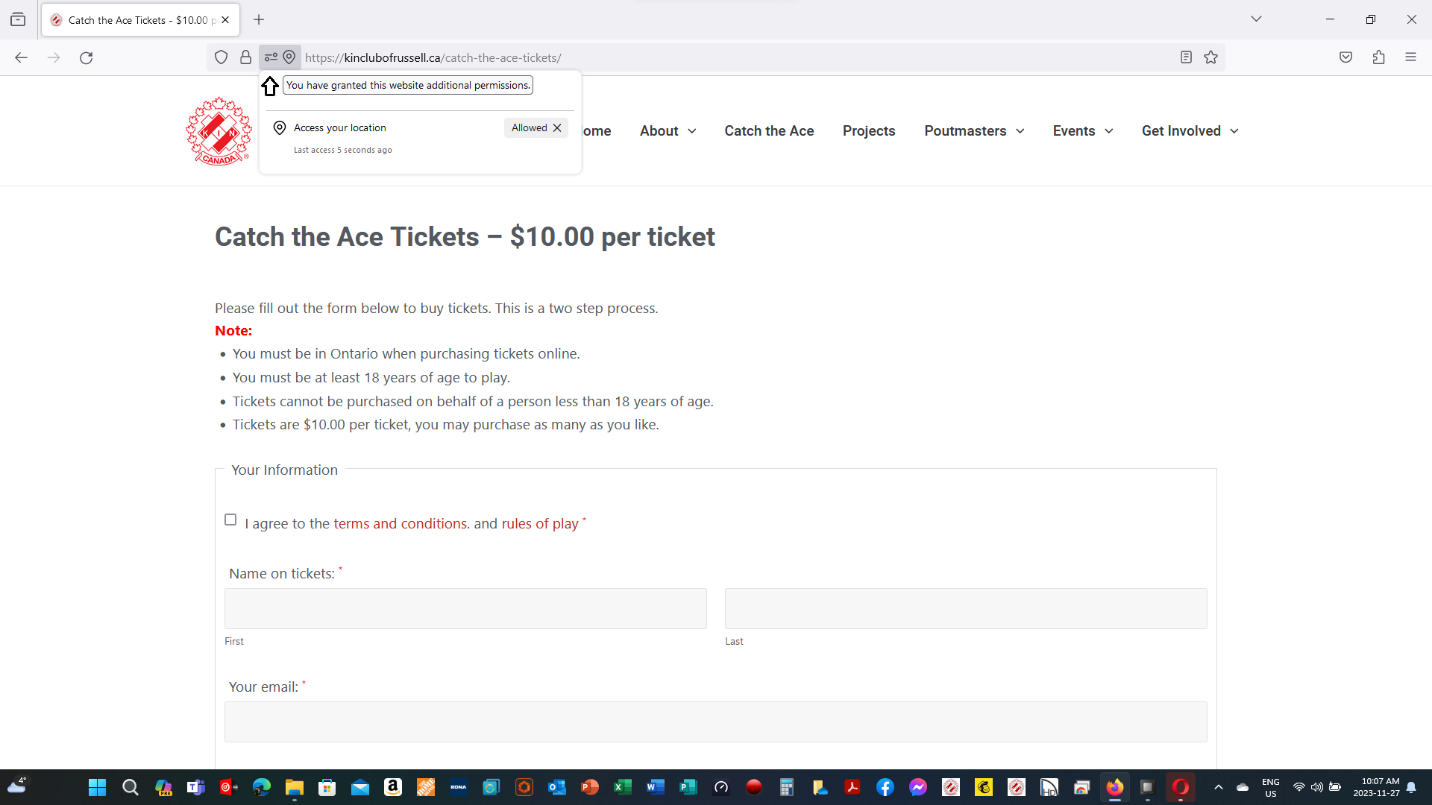 Catch the Ace Tickets - $10.00 p
https://kinclubofrussell.ca/catch-the-ace-tickets/
You have granted this website additional permissions.
Access your location
Allowed
Last access 5 seconds ago
KIN
CANADA
ome
About
Catch the Ace
Projects
Poutmasters
Events
Get Involved
Catch the Ace Tickets – $10.00 per ticket
Please fill out the form below to buy tickets. This is a two step process.
Note:
• You must be in Ontario when purchasing tickets online.
• You must be at least 18 years of age to play.
• Tickets cannot be purchased on behalf of a person less than 18 years of age.
• Tickets are $10.00 per ticket, you may purchase as many as you like.
Your Information
I agree to the terms and conditions. and rules of play *
Name on tickets: *
First
Last
Your email: *
4°
RONA
ENG
US
10:07 AM
2023-11-27